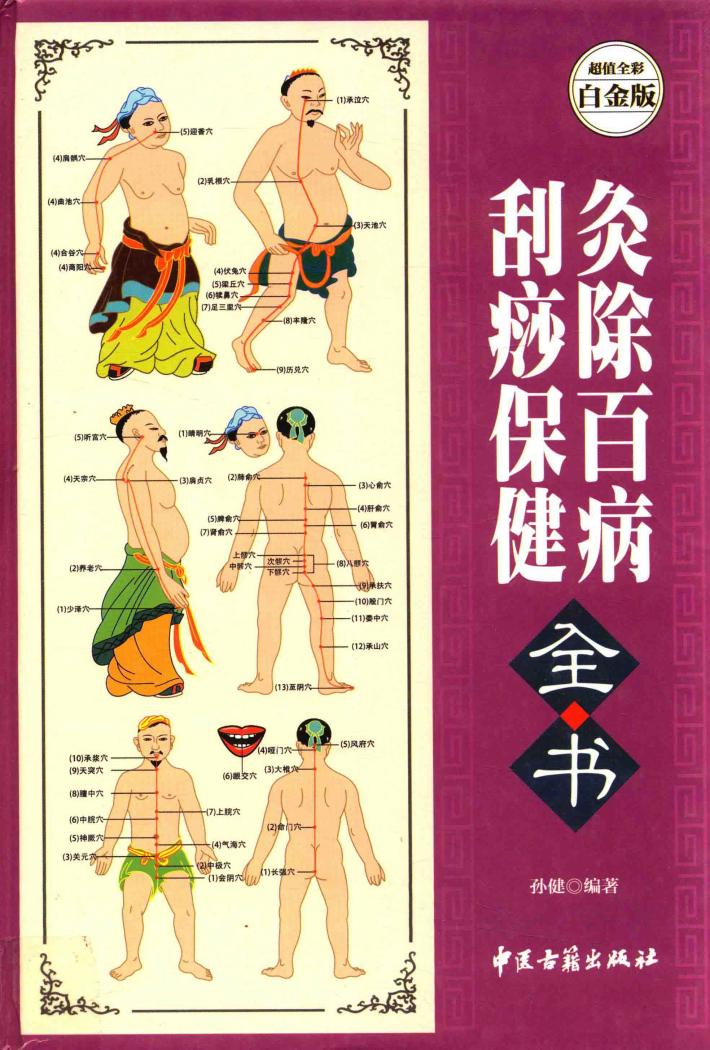 超值全彩
白金版
灸除百病
刮痧保健
全·书
孙健◎编著
中医古籍出版社
(5)迎香穴
(4)肩髃穴
(4)曲池穴
(4)合谷穴
(4)商阳穴
(1)承泣穴
(2)乳根穴
(3)天池穴
(4)伏兔穴
(5)梁丘穴
(6)犊鼻穴
(7)足三里穴
(8)丰隆穴
(9)历兑穴
(5)听宫穴
(4)天宗穴
(3)肩贞穴
(2)养老穴
(1)少泽穴
(1)睛明穴
(2)肺俞穴
(3)心俞穴
(4)肝俞穴
(5)脾俞穴
(6)胃俞穴
(7)肾俞穴
上髎穴
次髎穴
中髎穴
下髎穴
(8)八髎穴
(9)承扶穴
(10)殷门穴
(11)委中穴
(12)承山穴
(13)至阴穴
(10)承浆穴
(9)天突穴
(8)膻中穴
(7)上脘穴
(6)中脘穴
(5)神厥穴
(4)气海穴
(3)关元穴
(2)中极穴
(1)会阴穴
(6)眼交穴
(5)风府穴
(4)哑门穴
(3)大椎穴
(2)命门穴
(1)长强穴